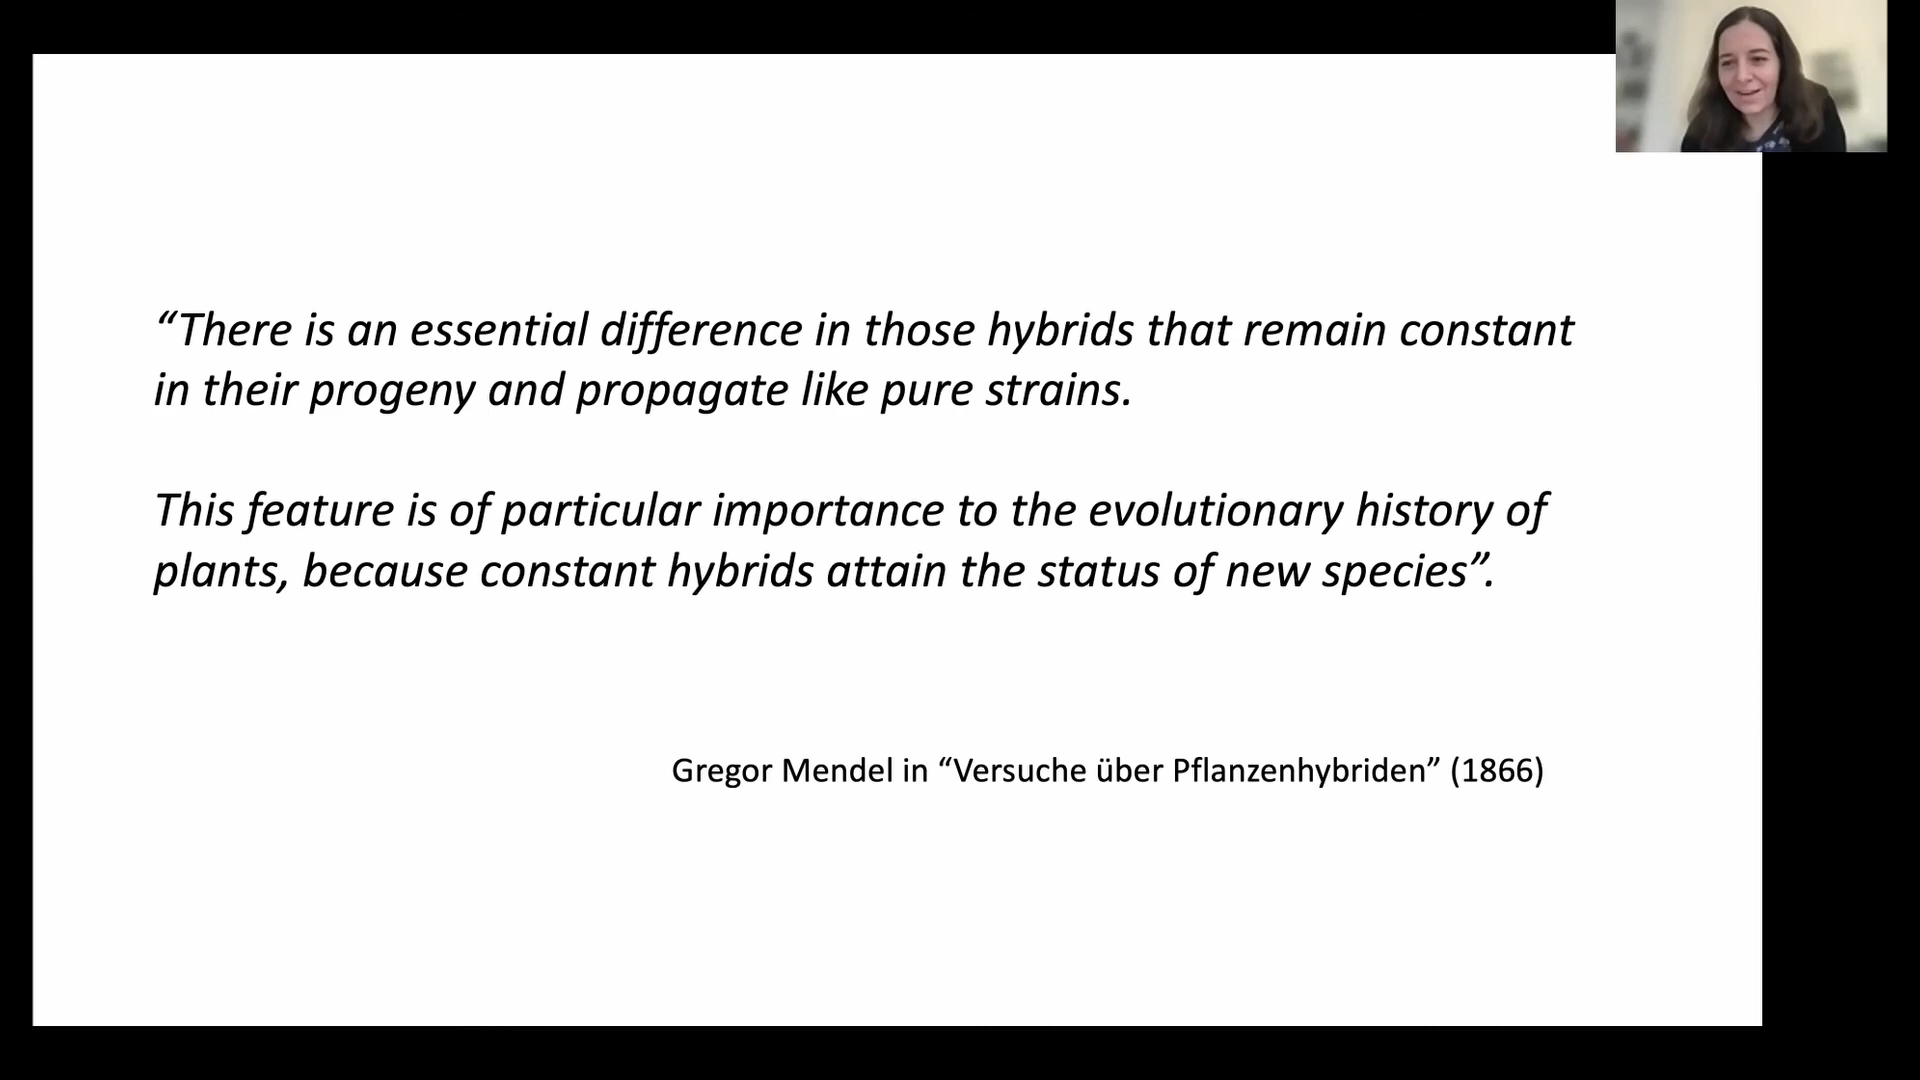 “There is an essential difference in those hybrids that remain constant
in their progeny and propagate like pure strains.
This feature is of particular importance to the evolutionary history of
plants, because constant hybrids attain the status of new species”.
Gregor Mendel in “Versuche über Pflanzenhybriden” (1866)